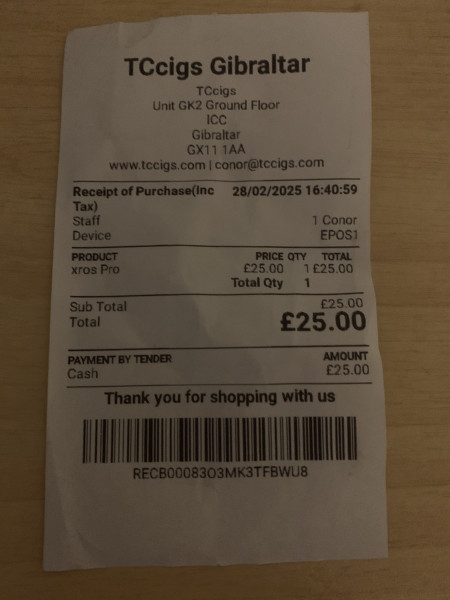 TCcigs Gibraltar
TCcigs
Unit GK2 Ground Floor
ICC
Gibraltar
GX11 1AA
www.tccigs.com | conor@tccigs.com
Receipt of Purchase(Inc Tax) 28/02/2025 16:40:59
Staff 1 Conor
Device EPOS1
PRODUCT PRICE QTY TOTAL
xros Pro £25.00 1 £25.00
Total Qty 1
Sub Total £25.00
Total £25.00
PAYMENT BY TENDER AMOUNT
Cash £25.00
Thank you for shopping with us
RECB00083O3MK3TFBWU8